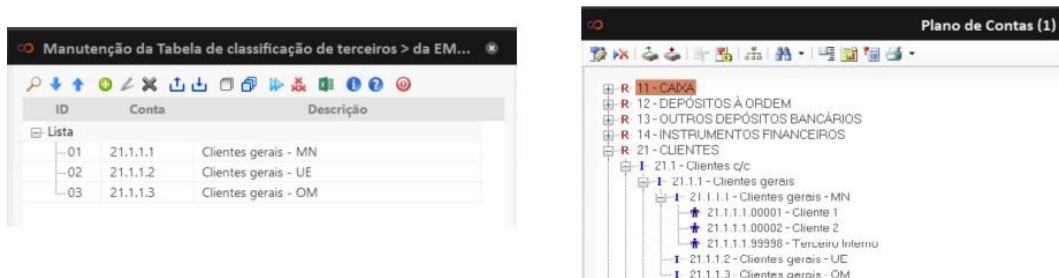 Manutenção da Tabela de classificação de terceiros > da EM...
ID Conta Descrição
Lista
01 21.1.1.1 Clientes gerais - MN
02 21.1.1.2 Clientes gerais - UE
03 21.1.1.3 Clientes gerais - OM
Plano de Contas (1)
R 11 - CAIXA
R 12 - DEPÓSITOS À ORDEM
R 13 - OUTROS DEPÓSITOS BANCÁRIOS
R 14 - INSTRUMENTOS FINANCEIROS
R 21 - CLIENTES
I 21.1 - Clientes c/c
I 21.1.1 - Clientes gerais
I 21.1.1.1 - Clientes gerais - MN
21.1.1.1.00001 - Cliente 1
21.1.1.1.00002 - Cliente 2
21.1.1.1.99998 - Terceiro Interno
I 21.1.1.2 - Clientes gerais - UE
I 21.1.1.3 - Clientes gerais - OM